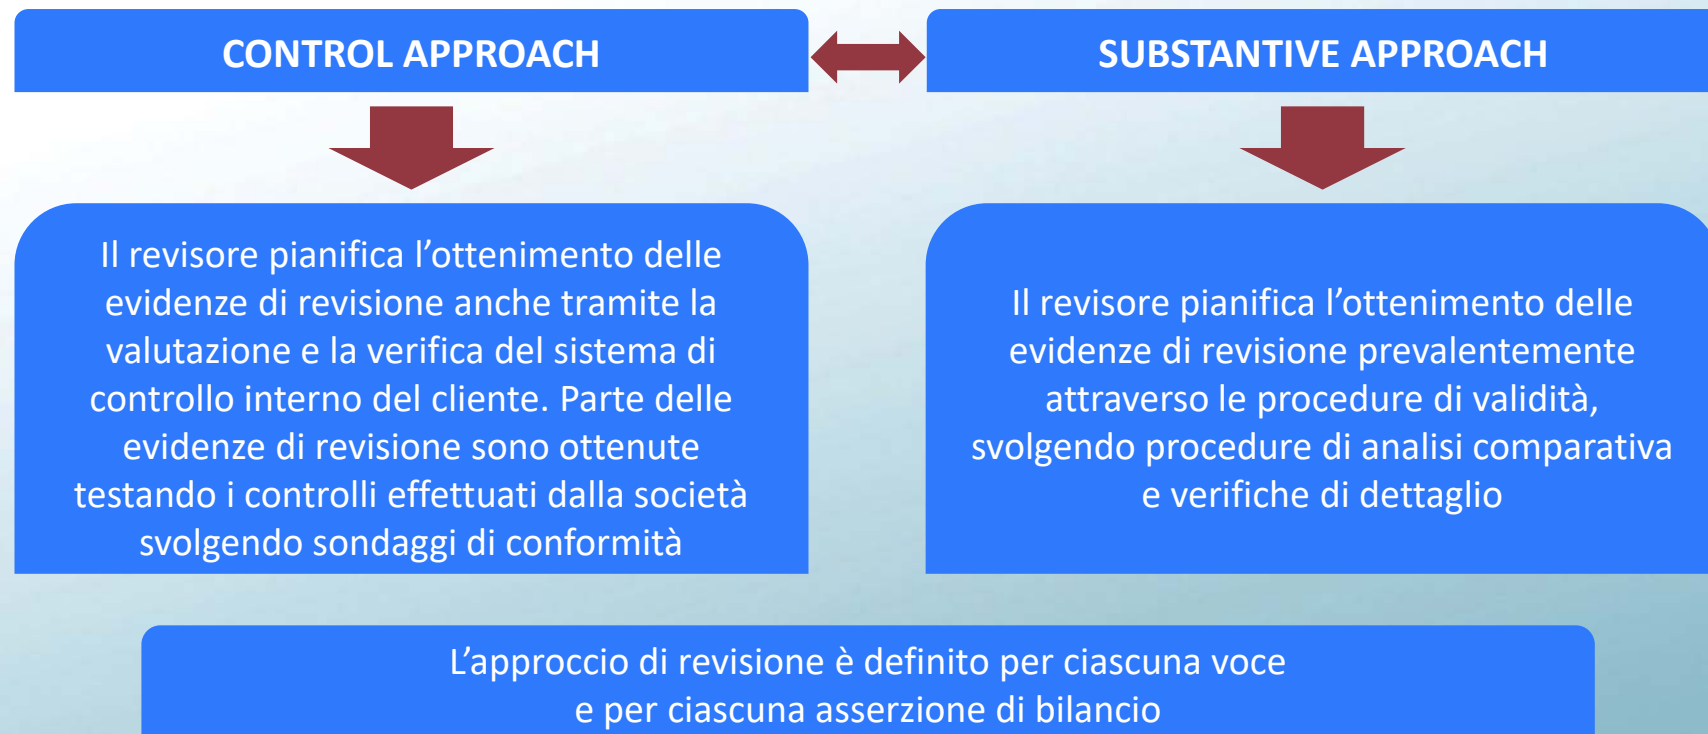 CONTROL APPROACH
SUBSTANTIVE APPROACH
Il revisore pianifica l’ottenimento delle
evidenze di revisione anche tramite la
valutazione e la verifica del sistema di
controllo interno del cliente. Parte delle
evidenze di revisione sono ottenute
testando i controlli effettuati dalla società
svolgendo sondaggi di conformità
Il revisore pianifica l’ottenimento delle
evidenze di revisione prevalentemente
attraverso le procedure di validità,
svolgendo procedure di analisi comparativa
e verifiche di dettaglio
L’approccio di revisione è definito per ciascuna voce
e per ciascuna asserzione di bilancio